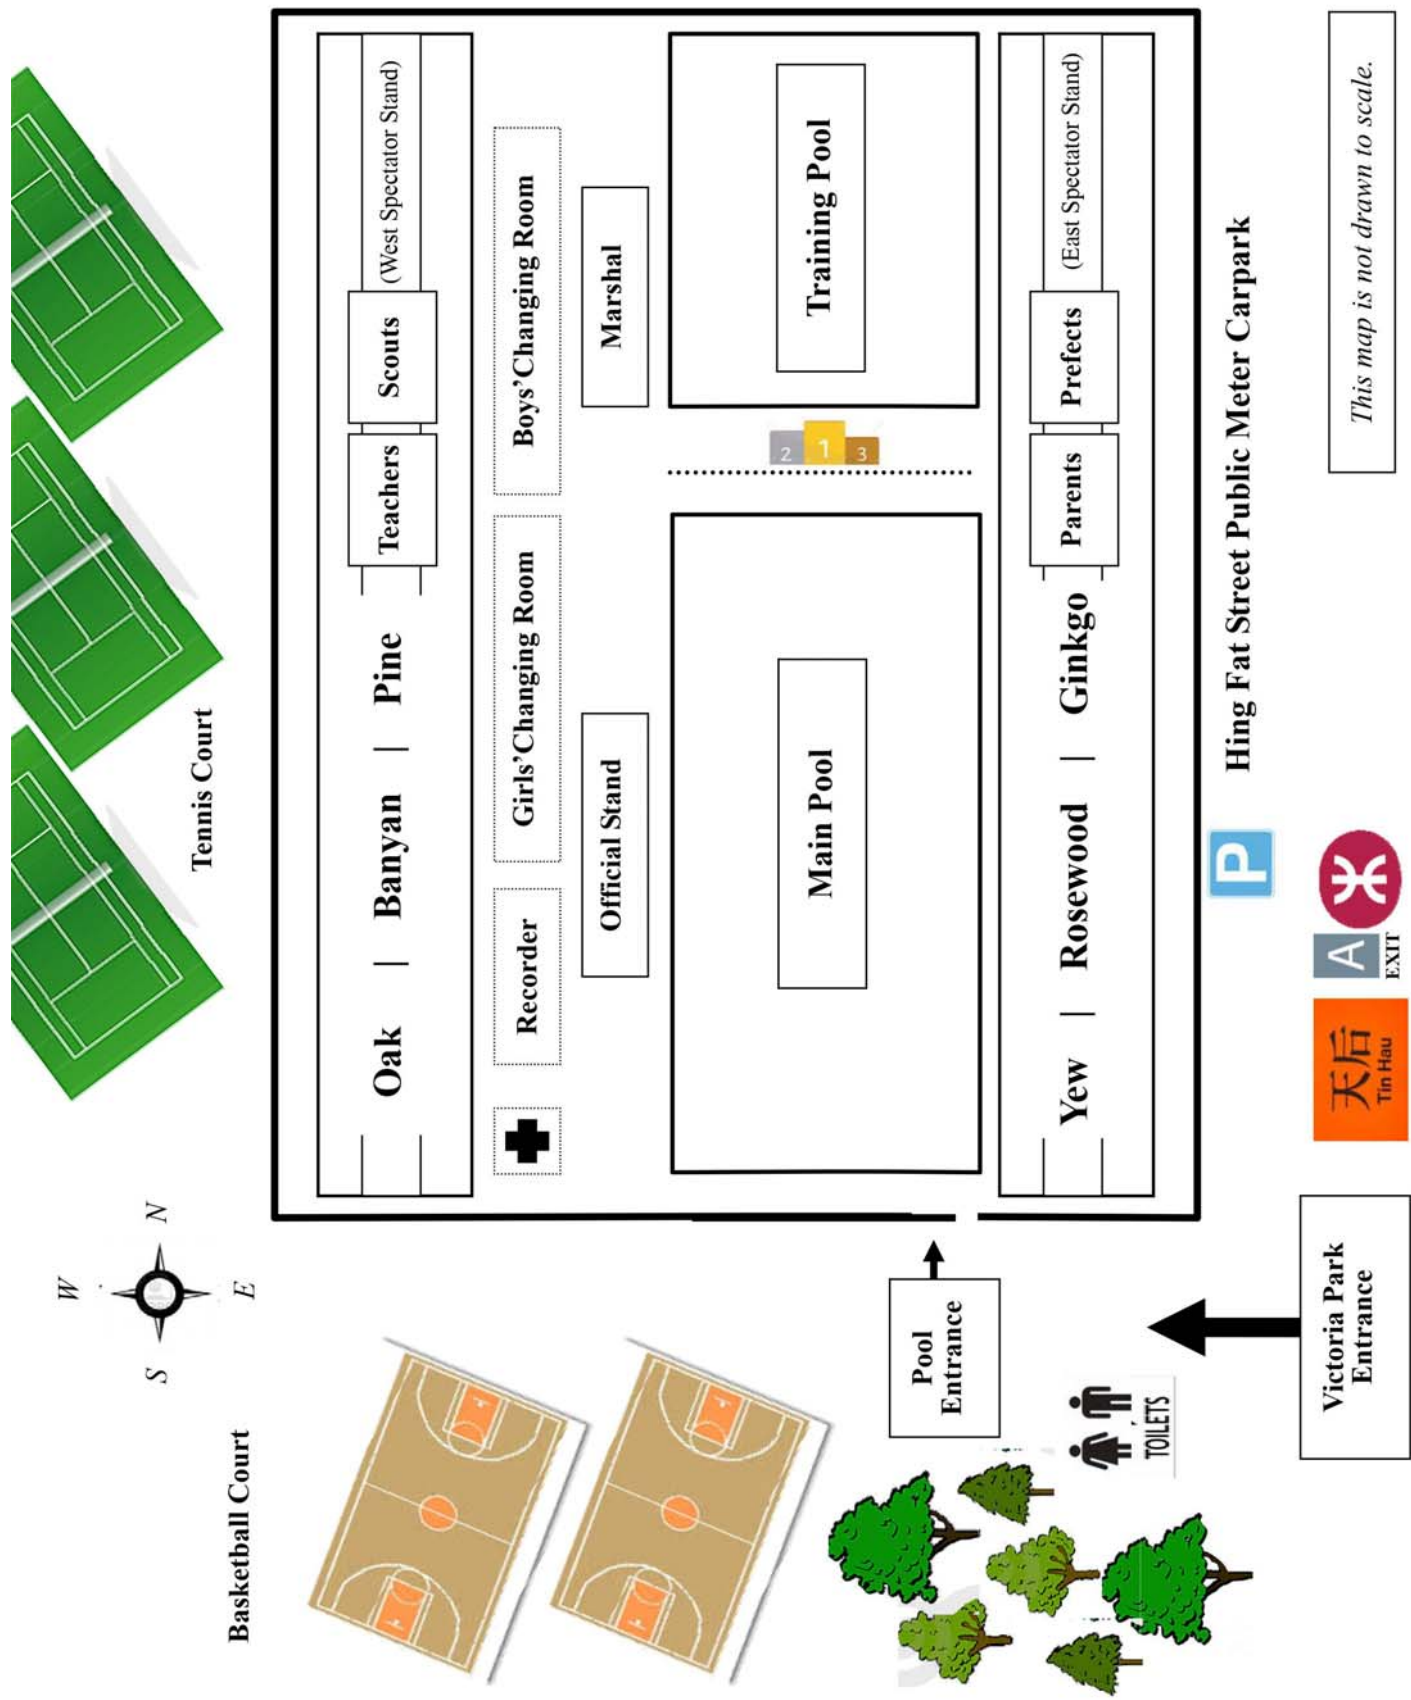 Tennis Court
(West Spectator Stand)
Oak | Banyan | Pine
Teachers
Scouts
Recorder
Girls'Changing Room
Boys'Changing Room
Official Stand
Marshal
Main Pool
2
1
3
Training Pool
Yew | Rosewood | Ginkgo
Parents
Prefects
(East Spectator Stand)
P
Hing Fat Street Public Meter Carpark
天后
Tin Hau
A
EXIT
This map is not drawn to scale.
W
N
S
E
Basketball Court
Pool
Entrance
TOILETS
Victoria Park
Entrance